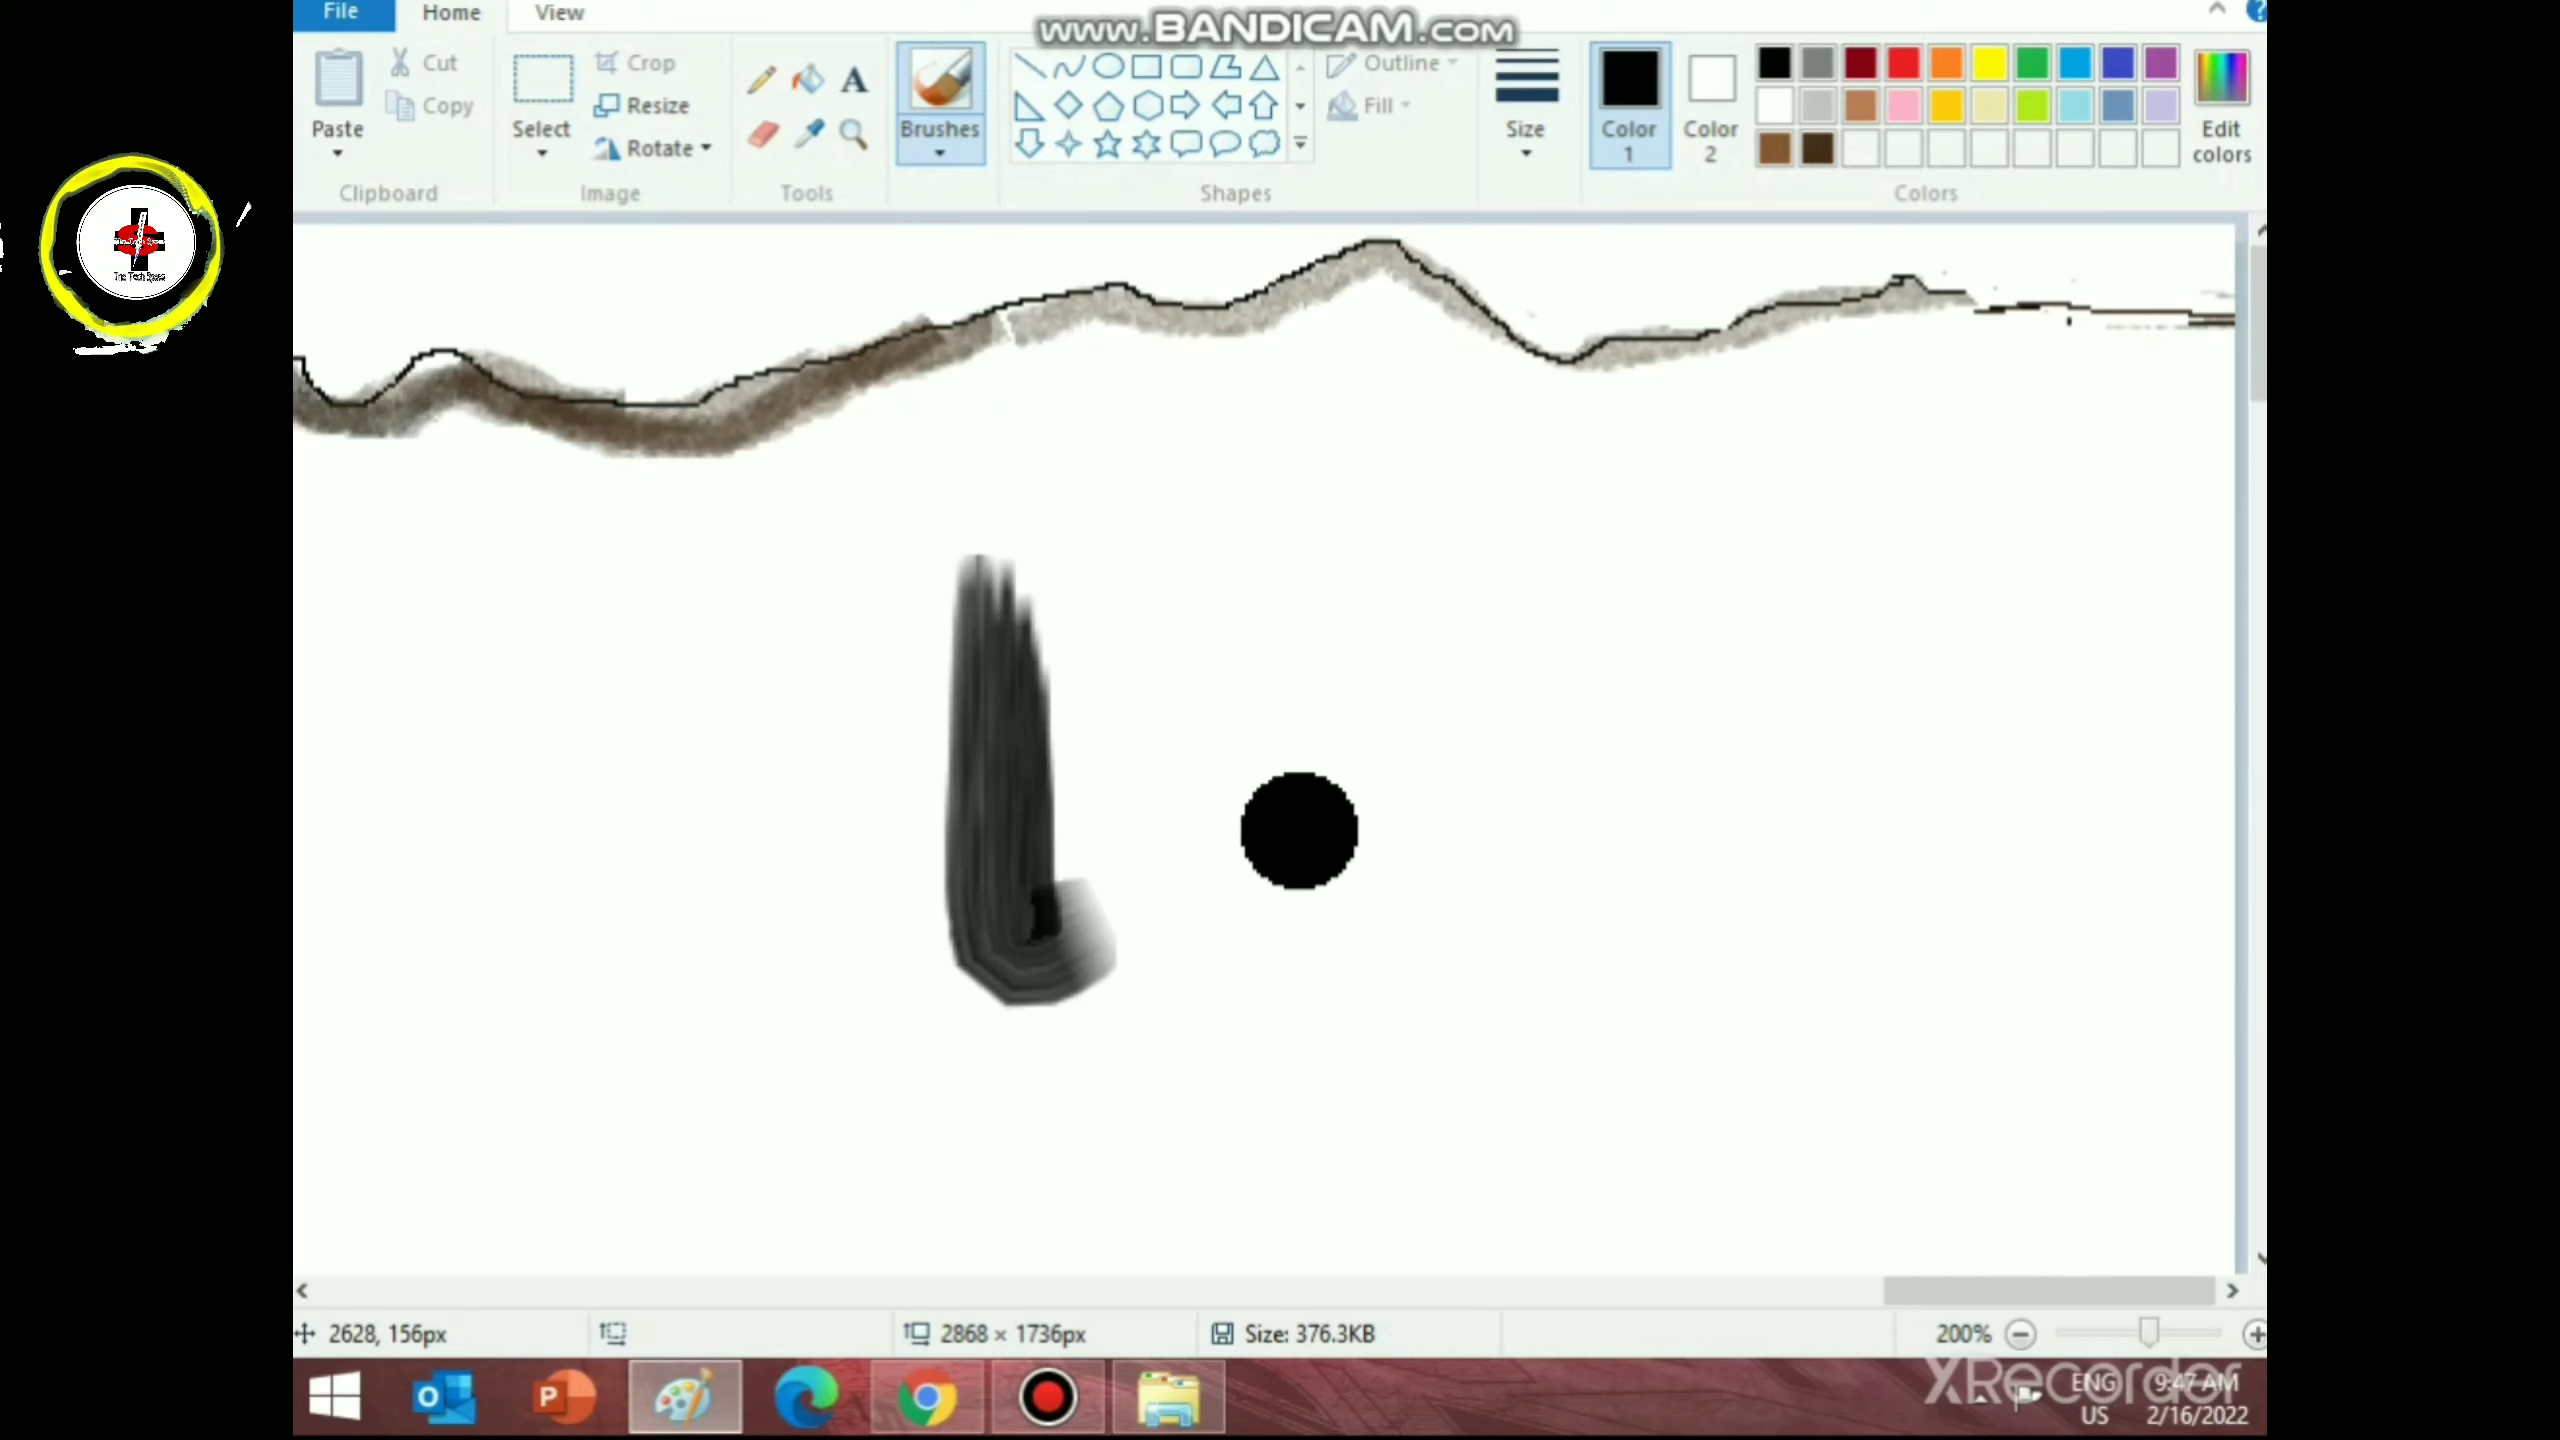 File Home View
www.BANDICAM.com
Cut
Copy
Paste
Clipboard
Select
Crop
Resize
Rotate
Image
A
Tools
Brushes
Shapes
Outline
Fill
Size
Color 1
Color 2
Edit colors
Colors
The Tech
2628, 156px
2868 × 1736px
Size: 376.3KB
200%
XRecorder
ENG
US
9:47 AM
2/16/2022